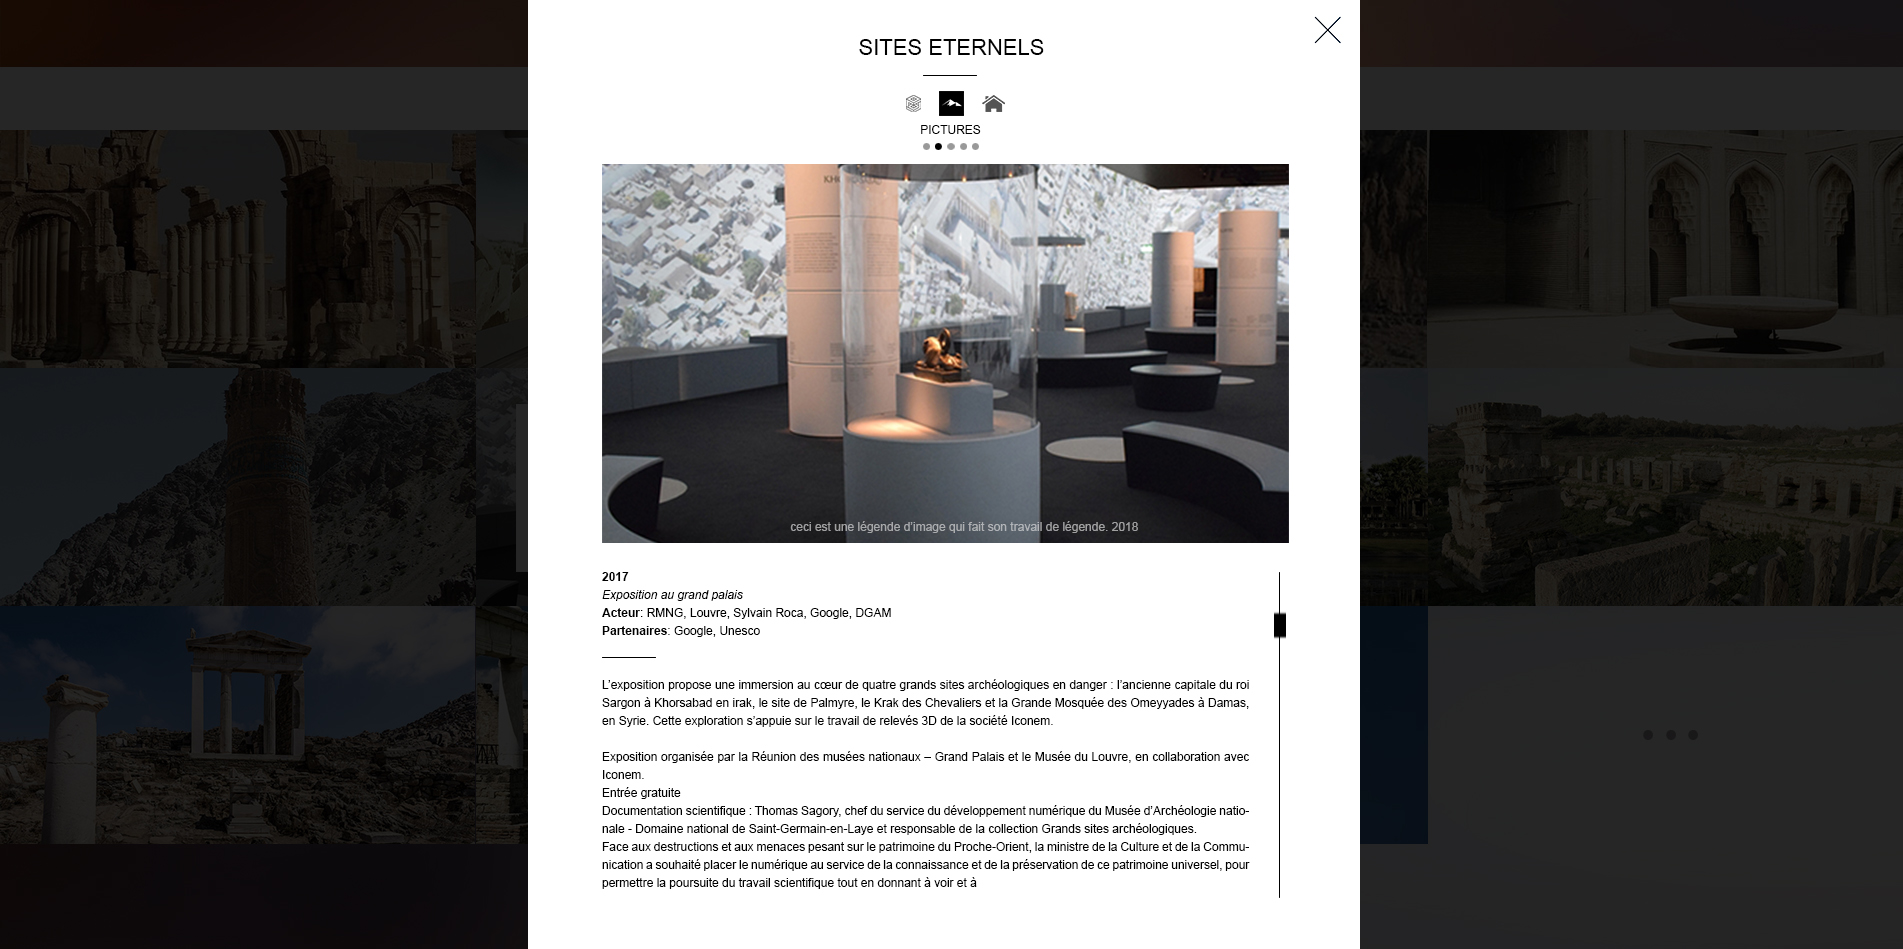 SITES ETERNELS
PICTURES
ceci est une légende d'image qui fait son travail de légende. 2018
2017
Exposition au grand palais
Acteur: RMNG, Louvre, Sylvain Roca, Google, DGAM
Partenaires: Google, Unesco
L'exposition propose une immersion au cœur de quatre grands sites archéologiques en danger : l'ancienne capitale du roi
Sargon à Khorsabad en irak, le site de Palmyre, le Krak des Chevaliers et la Grande Mosquée des Omeyyades à Damas,
en Syrie. Cette exploration s'appuie sur le travail de relevés 3D de la société Iconem.
Exposition organisée par la Réunion des musées nationaux – Grand Palais et le Musée du Louvre, en collaboration avec
Iconem.
Entrée gratuite
Documentation scientifique : Thomas Sagory, chef du service du développement numérique du Musée d'Archéologie natio-
nale - Domaine national de Saint-Germain-en-Laye et responsable de la collection Grands sites archéologiques.
Face aux destructions et aux menaces pesant sur le patrimoine du Proche-Orient, la ministre de la Culture et de la Commu-
nication a souhaité placer le numérique au service de la connaissance et de la préservation de ce patrimoine universel, pour
permettre la poursuite du travail scientifique tout en donnant à voir et à